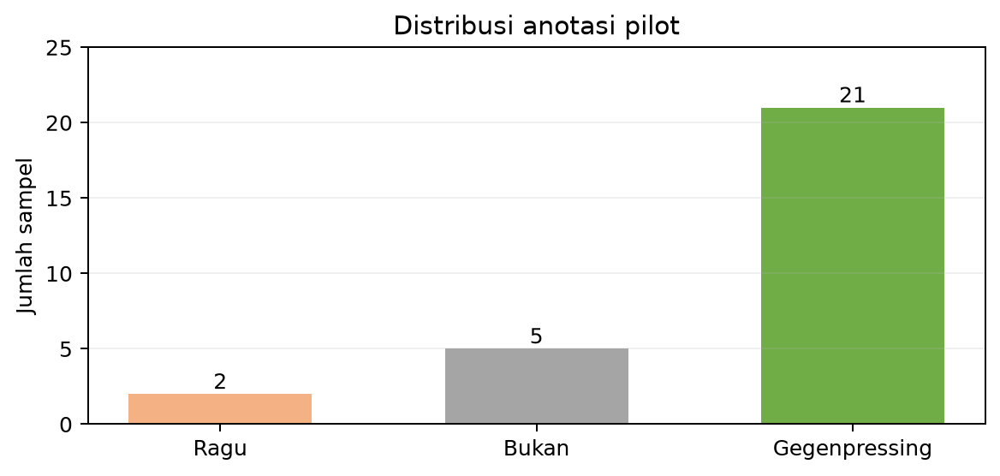 Distribusi anotasi pilot
Jumlah sampel
25
20
15
10
5
0
2
5
21
Ragu
Bukan
Gegenpressing